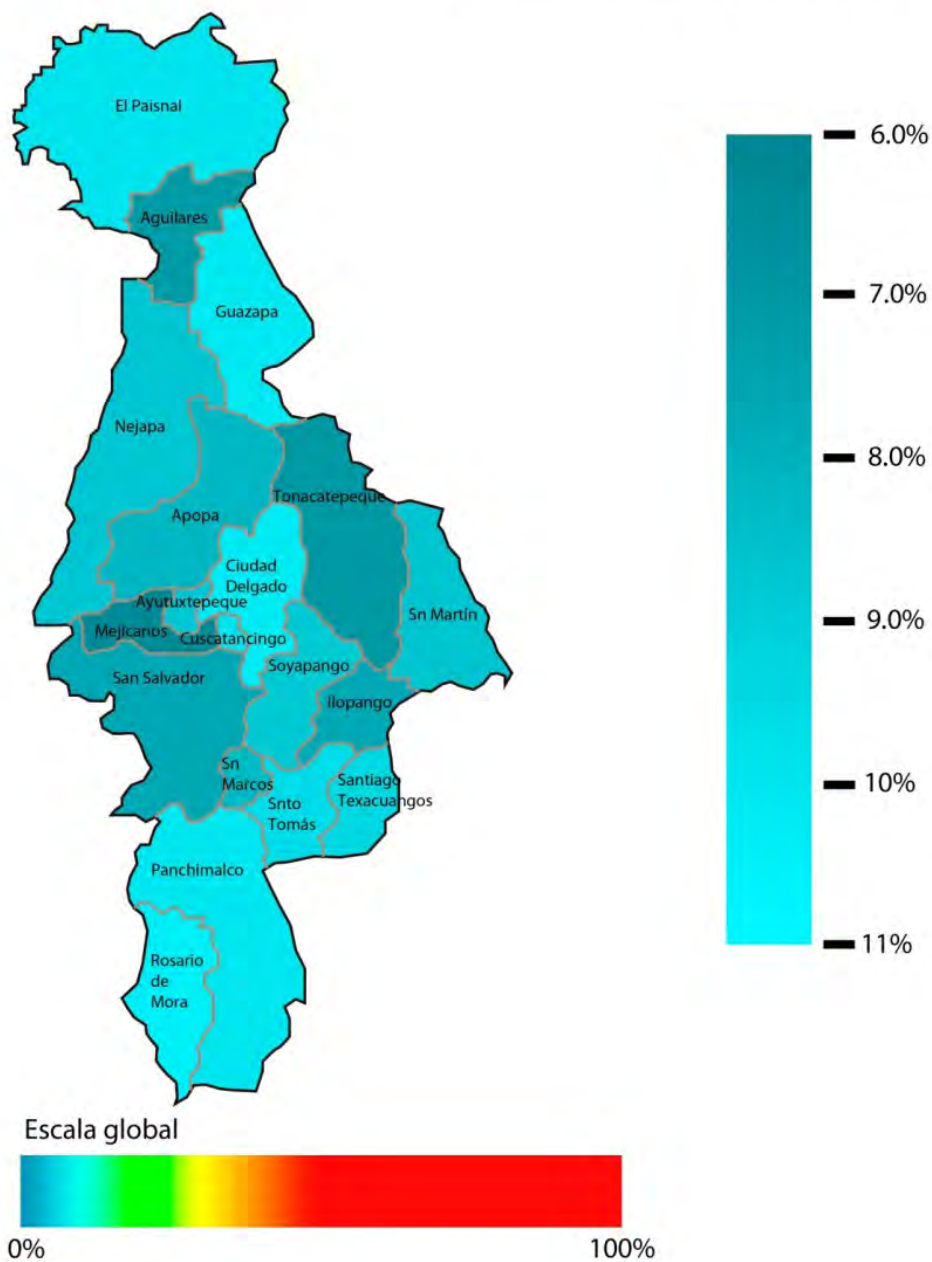 El Paisnal
Aguilares
Guazapa
Nejapa
Tonacatepeque
Apopa
Ciudad
Delgado
Ayutuxtepeque
Sn Martín
Mejicanos
Cuscatancingo
Soyapango
San Salvador
Ilopango
Sn
Marcos
Santiago
Texacuangos
Snto
Tomás
Panchimalco
Rosario
de
Mora
6.0%
7.0%
8.0%
9.0%
10%
11%
Escala global
0%
100%